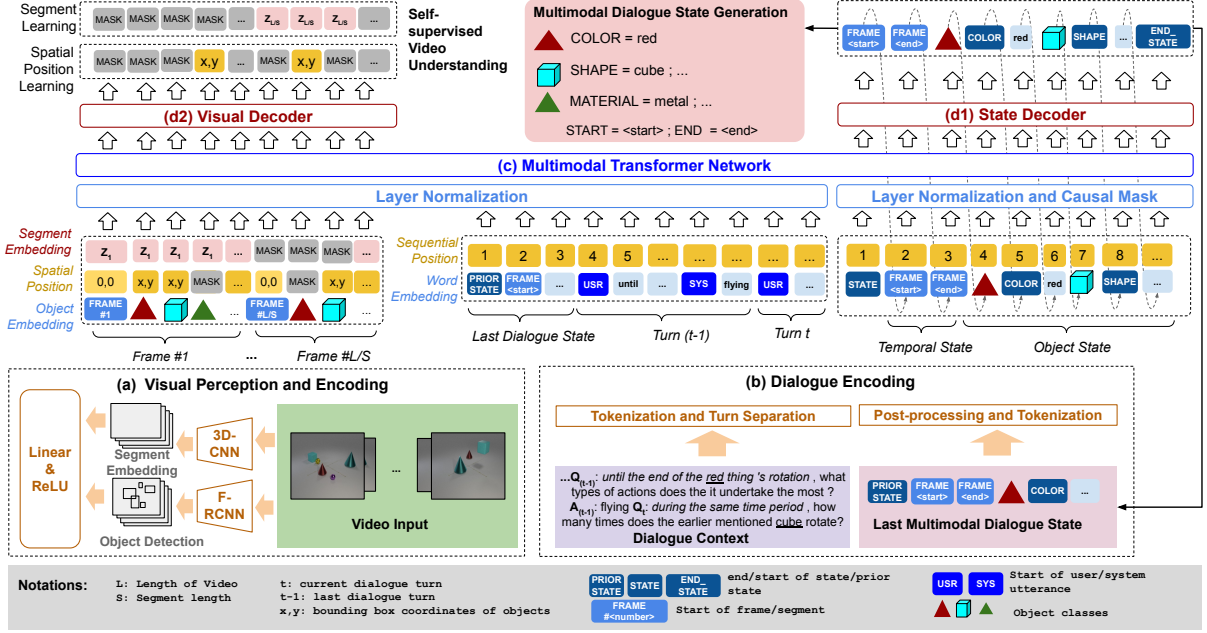 Segment Learning
MASK MASK MASK MASK ... Z_L/S Z_L/S Z_L/S ...
Spatial Position Learning
MASK MASK MASK x,y ... MASK x,y MASK ...
Self-supervised Video Understanding
(d2) Visual Decoder
Multimodal Dialogue State Generation
COLOR = red
SHAPE = cube ; ...
MATERIAL = metal ; ...
START = <start> ; END = <end>
FRAME <start> FRAME <end> COLOR red SHAPE ... END_STATE
(d1) State Decoder
(c) Multimodal Transformer Network
Layer Normalization
Layer Normalization and Causal Mask
Segment Embedding
Z_1 Z_1 Z_1 Z_1 ... MASK MASK MASK ...
Spatial Position
0,0 x,y x,y MASK ... 0,0 MASK x,y ...
Object Embedding
FRAME #1 ... FRAME #L/S ...
Frame #1 ... Frame #L/S
Sequential Position
1 2 3 4 5 ... ... ... ... ...
Word Embedding
PRIOR STATE FRAME <start> ... USR until ... SYS flying USR ...
Last Dialogue State Turn (t-1) Turn t
1 2 3 4 5 6 7 8 ...
STATE FRAME <start> FRAME <end> COLOR red SHAPE ...
Temporal State Object State
(a) Visual Perception and Encoding
Linear & ReLU
Segment Embedding
3D-CNN
Object Detection
F-RCNN
...
Video Input
(b) Dialogue Encoding
Tokenization and Turn Separation
...Q_(t-1): until the end of the red thing 's rotation , what
types of actions does the it undertake the most ?
A_(t-1): flying Q_t: during the same time period , how
many times does the earlier mentioned cube rotate?
Dialogue Context
Post-processing and Tokenization
PRIOR STATE FRAME <start> FRAME <end> COLOR ...
Last Multimodal Dialogue State
Notations:
L: Length of Video
S: Segment length
t: current dialogue turn
t-1: last dialogue turn
x,y: bounding box coordinates of objects
PRIOR STATE STATE END_STATE end/start of state/prior state
FRAME #<number> Start of frame/segment
USR SYS Start of user/system utterance
Object classes